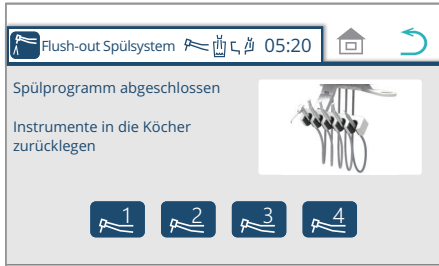 Flush-out Spülsystem 05:20
Spülprogramm abgeschlossen
Instrumente in die Köcher
zurücklegen
1 2 3 4